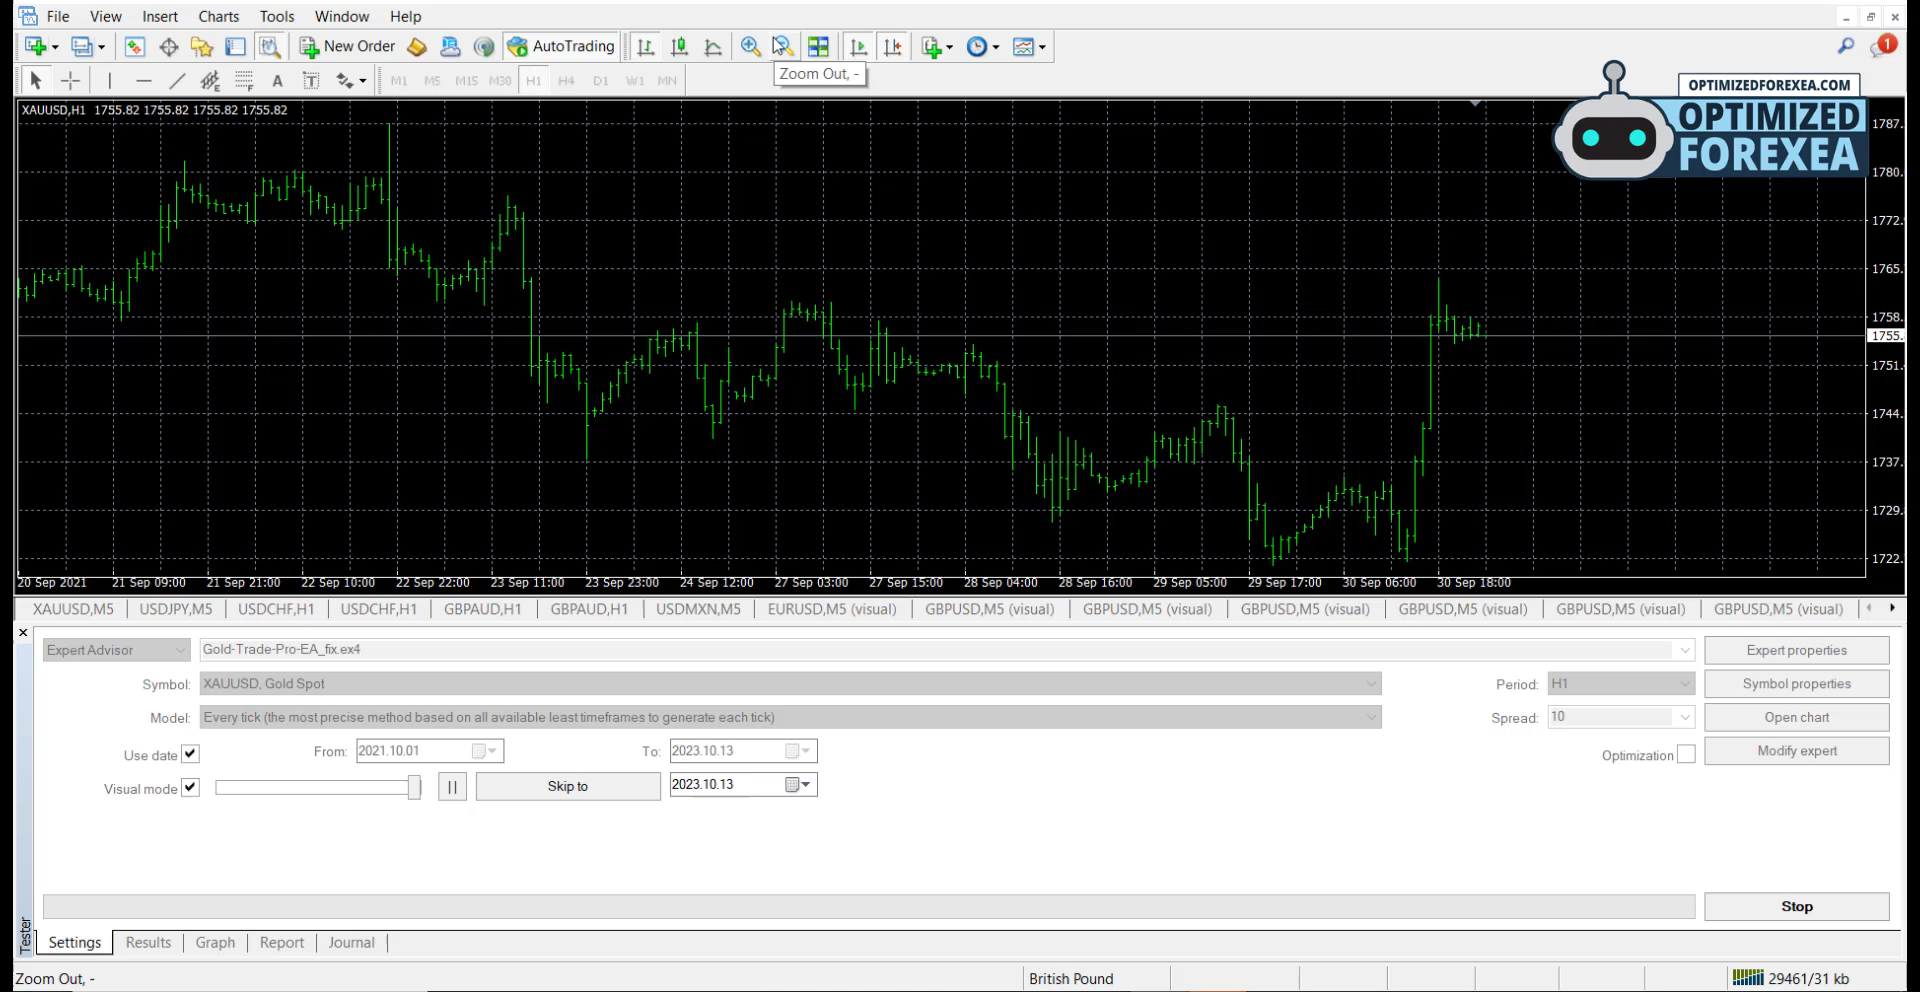 File View Insert Charts Tools Window Help
New Order AutoTrading 1
Zoom Out, -
A T E F M1 M5 M15 M30 H1 H4 D1 W1 MN
OPTIMIZEDFOREXEA.COM
OPTIMIZED
FOREXEA
XAUUSD,H1 1755.82 1755.82 1755.82 1755.82
1787.
1780.
1772.
1765.
1758.
1755.
1751.
1744.
1737.
1729.
1722.
20 Sep 2021 21 Sep 09:00 21 Sep 21:00 22 Sep 10:00 22 Sep 22:00 23 Sep 11:00 23 Sep 23:00 24 Sep 12:00 27 Sep 03:00 27 Sep 15:00 28 Sep 04:00 28 Sep 16:00 29 Sep 05:00 29 Sep 17:00 30 Sep 06:00 30 Sep 18:00
XAUUSD,M5 USDJPY,M5 USDCHF,H1 USDCHF,H1 GBPAUD,H1 GBPAUD,H1 USDMXN,M5 EURUSD,M5 (visual) GBPUSD,M5 (visual) GBPUSD,M5 (visual) GBPUSD,M5 (visual) GBPUSD,M5 (visual) GBPUSD,M5 (visual) GBPUSD,M5 (visual)
Expert Advisor Gold-Trade-Pro-EA_fix.ex4 Expert properties
Symbol: XAUUSD, Gold Spot Period: H1 Symbol properties
Model: Every tick (the most precise method based on all available least timeframes to generate each tick) Spread: 10 Open chart
Use date From: 2021.10.01 To: 2023.10.13 Optimization Modify expert
Visual mode Skip to 2023.10.13
Stop
Tester
Settings Results Graph Report Journal
Zoom Out, - British Pound 29461/31 kb